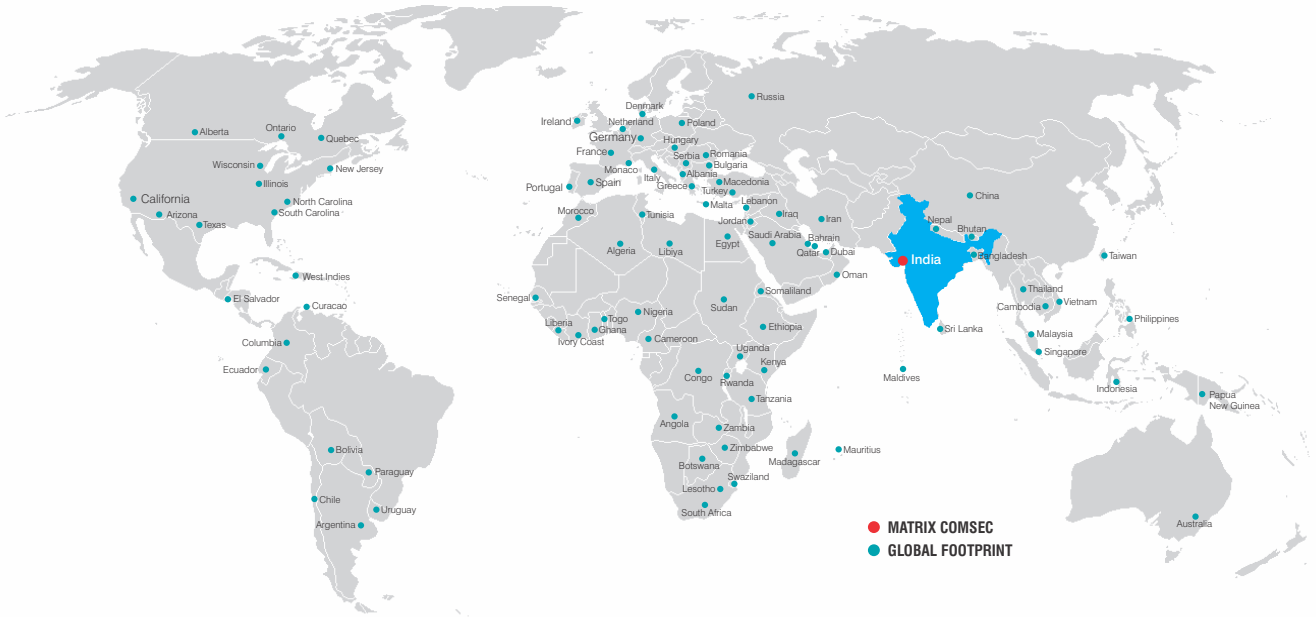 Russia
Denmark
Ireland
Netherland
Poland
Alberta
Ontario
Quebec
Germany
Hungary
France
Serbia
Romania
Wisconsin
New Jersey
Monaco
Italy
Bulgaria
Albania
Illinois
Portugal
Spain
Greece
Macedonia
Turkey
China
California
North Carolina
Malta
Lebanon
Arizona
South Carolina
Morocco
Tunisia
Jordan
Iraq
Iran
Nepal
Texas
Saudi Arabia
Bahrain
Bhutan
Algeria
Libiya
Egypt
Qatar
Dubai
India
Bangladesh
Taiwan
West Indies
Oman
El Salvador
Senegal
Somaliland
Thailand
Curacao
Sudan
Cambodia
Vietnam
Nigeria
Togo
Liberia
Ghana
Ethiopia
Sri Lanka
Philippines
Columbia
Ivory Coast
Cameroon
Malaysia
Uganda
Singapore
Ecuador
Kenya
Congo
Rwanda
Maldives
Indonesia
Tanzania
Papua
New Guinea
Angola
Zambia
Bolivia
Zimbabwe
Mauritius
Botswana
Madagascar
Paraguay
Swaziland
Lesotho
Chile
Uruguay
South Africa
Argentina
Australia
MATRIX COMSEC
GLOBAL FOOTPRINT